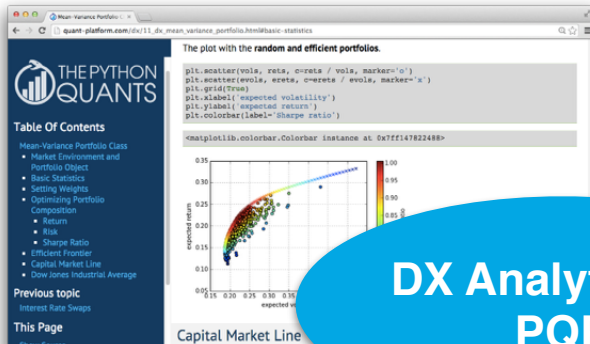 Mean-Variance Portfolio C
quant-platform.com/dx/11_dx_mean_variance_portfolio.html#basic-statistics
THE PYTHON
QUANTS
Table Of Contents
Mean-Variance Portfolio Class
Market Environment and
Portfolio Object
Basic Statistics
Setting Weights
Optimizing Portfolio
Composition
Return
Risk
Sharpe Ratio
Efficient Frontier
Capital Market Line
Dow Jones Industrial Average
Previous topic
Interest Rate Swaps
This Page
The plot with the random and efficient portfolios.
plt.scatter(vols, rets, c=rets / vols, marker='o')
plt.scatter(evols, erets, c=erets / evols, marker='x')
plt.grid(True)
plt.xlabel('expected volatility')
plt.ylabel('expected return')
plt.colorbar(label='Sharpe ratio')
<matplotlib.colorbar.Colorbar instance at 0x7ff147822488>
0.35
0.30
0.25
0.20
0.15
0.10
0.05
expected return
0.15 0.20 0.25 0.30 0.35
expected vo
1.00
0.95
0.90
0.85
Capital Market Line
DX Analyt
PQ